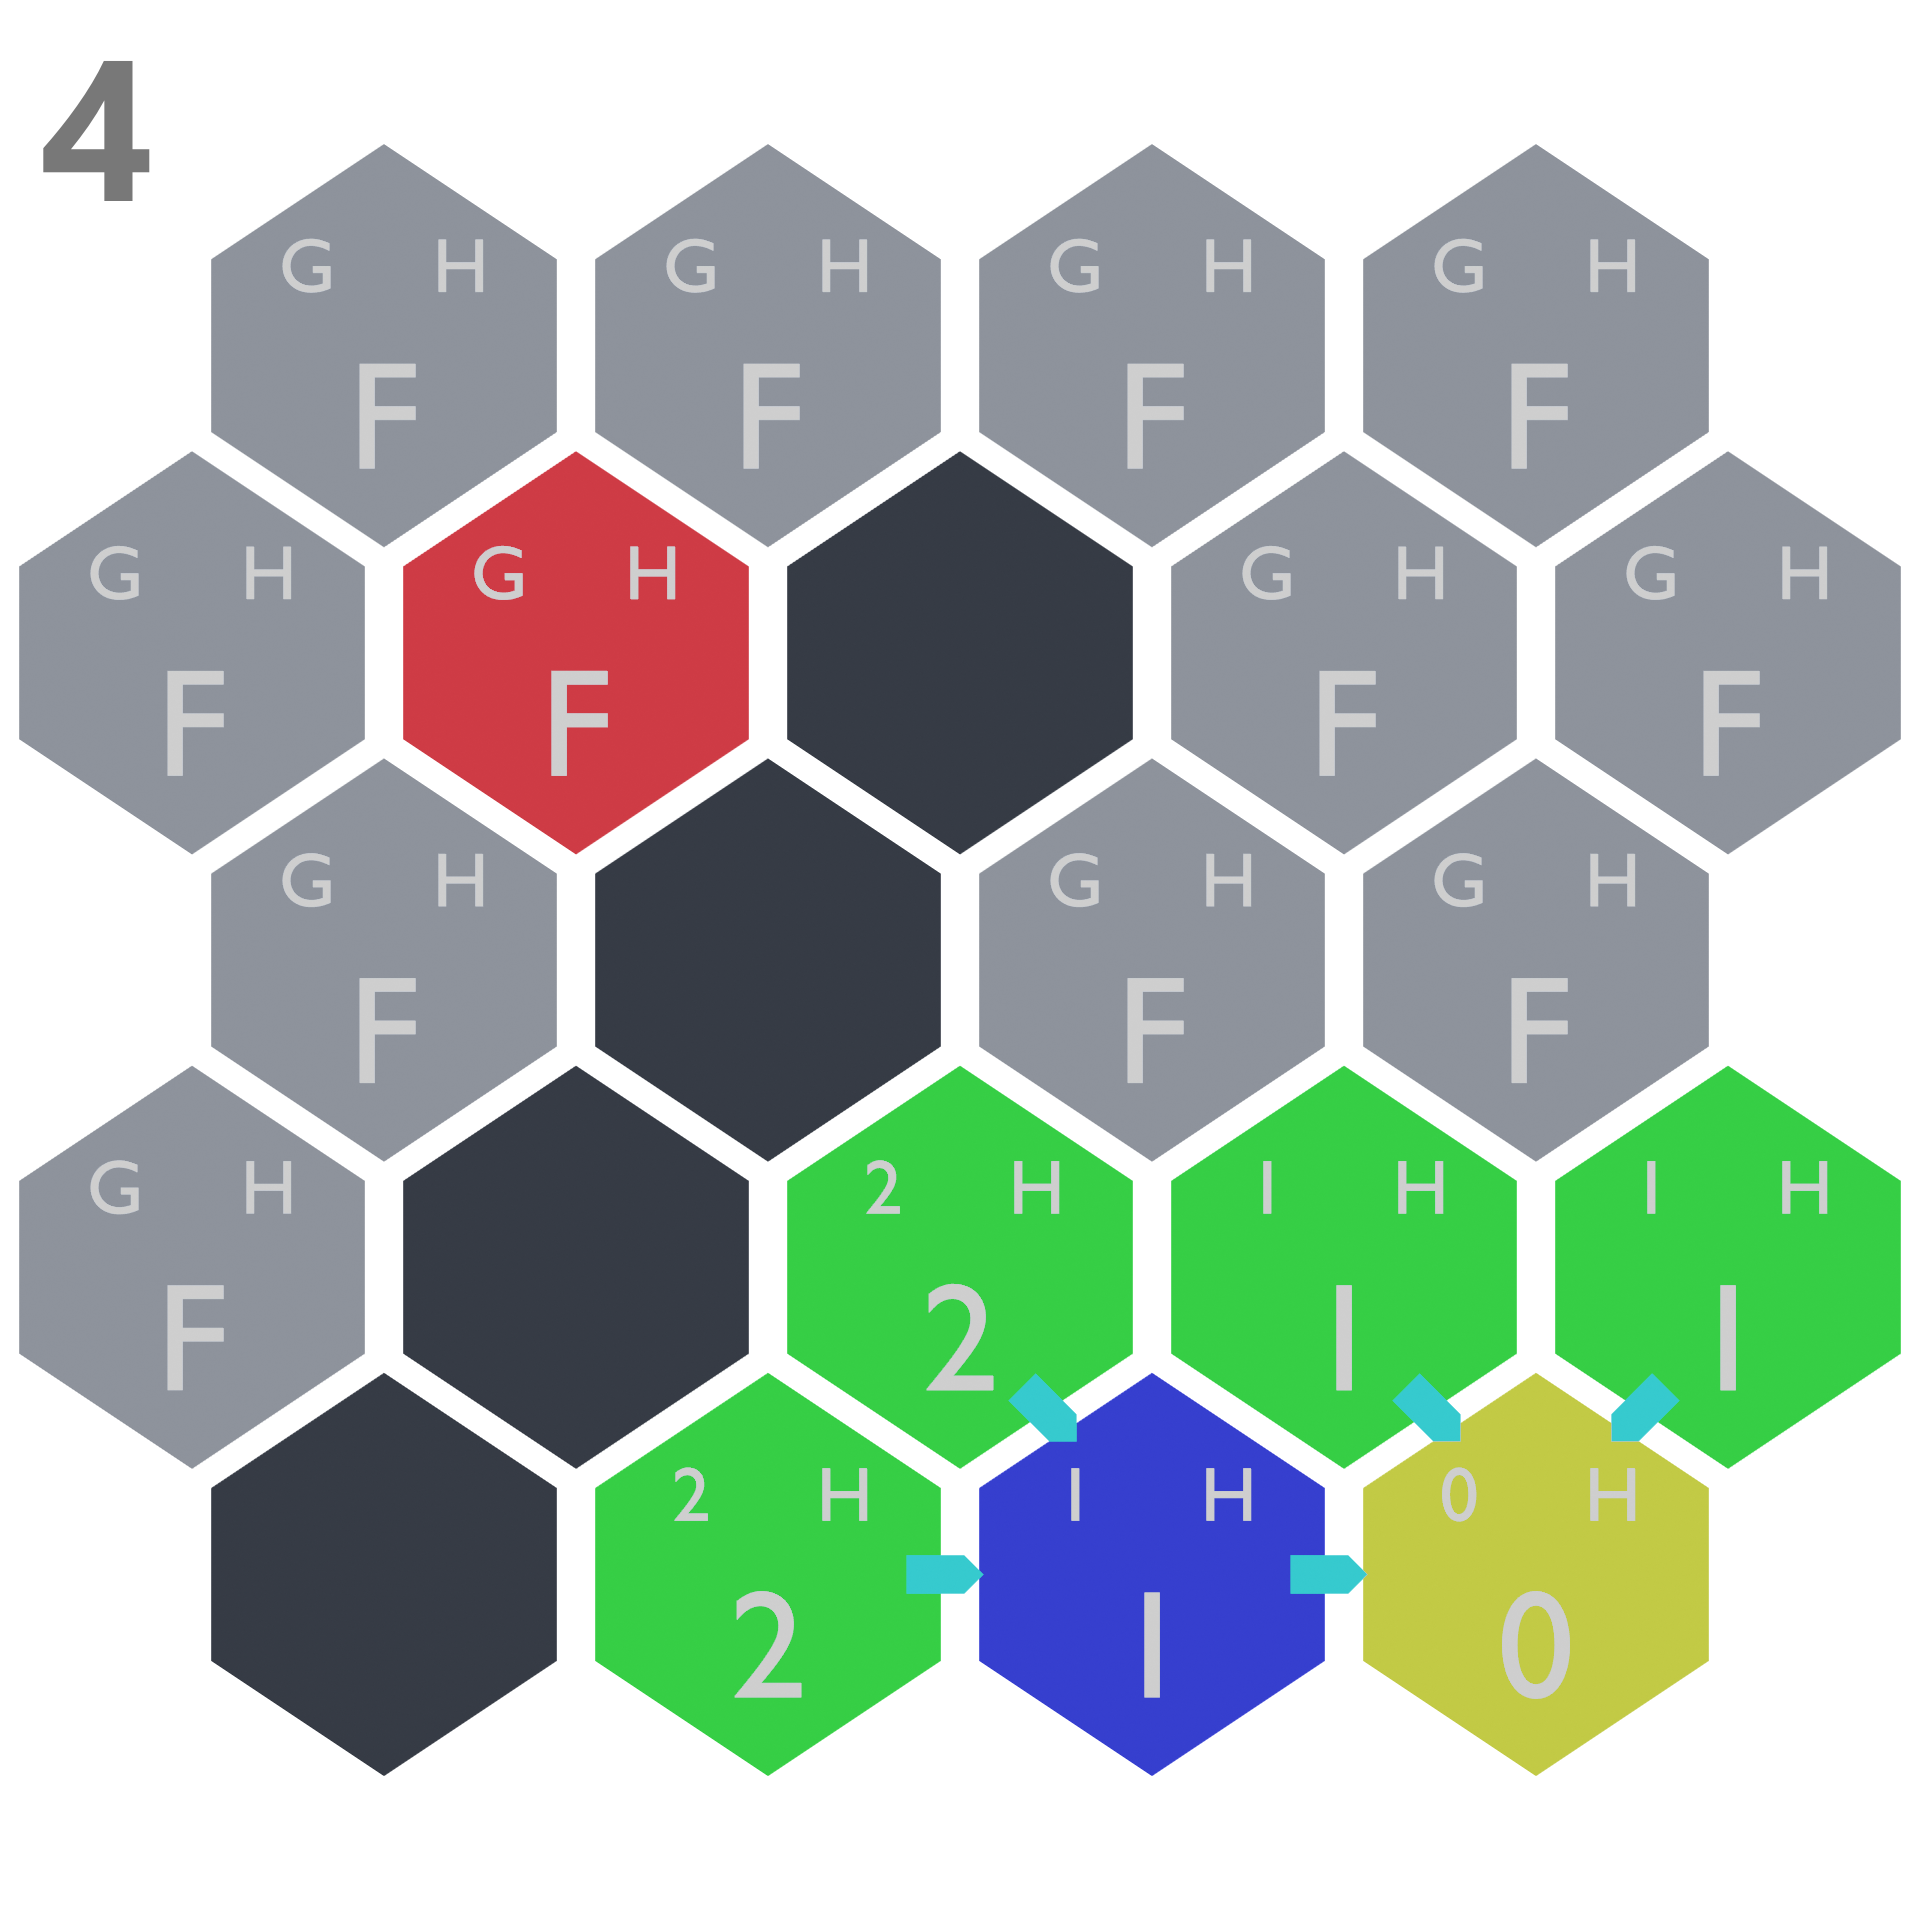 4
G H G H G H G H
F F F F
G H G H G H G H
F F F F
G H G H G H
F F F
G H 2 H I H I H
F 2 I I
2 H I H 0 H
2 I 0